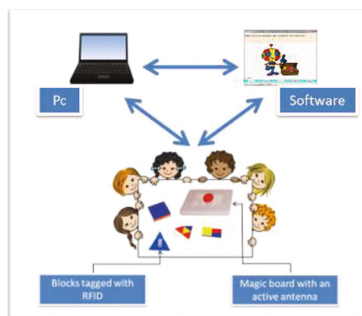 Pc
Software
Blocks tagged with
RFID
Magic board with an
active antenna